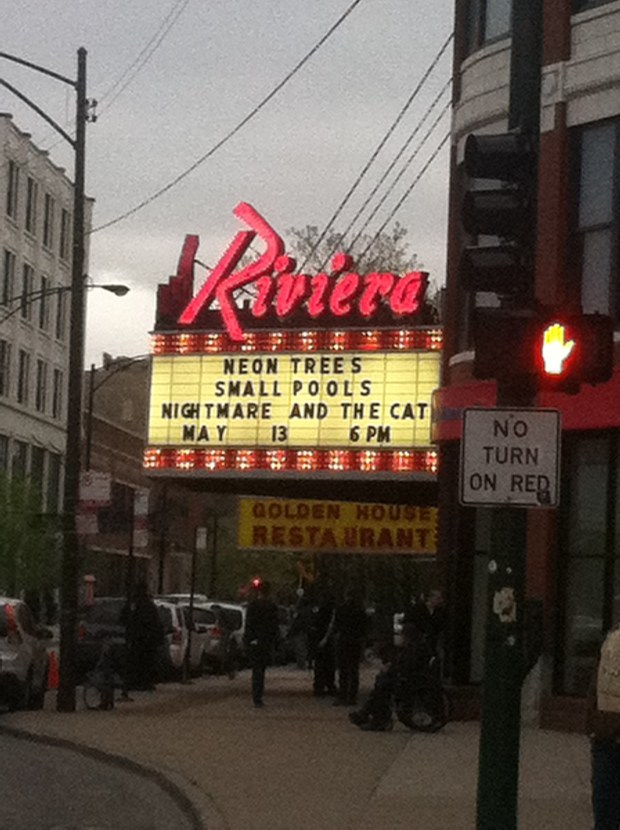 Riviera
NEON TREES
SMALL POOLS
NIGHTMARE AND THE CAT
MAY 13 6 PM
GOLDEN HOUSE
RESTAURANT
NO
TURN
ON RED